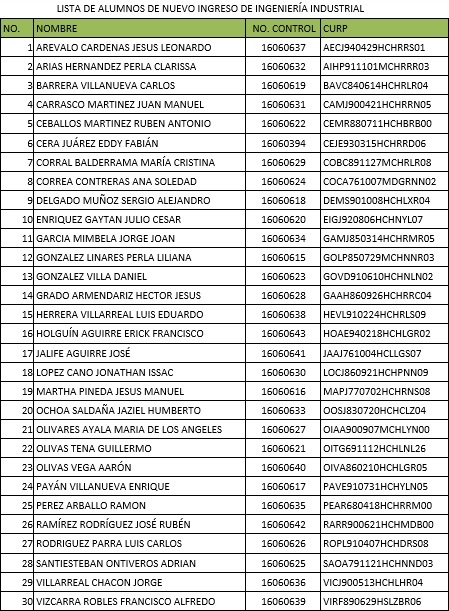 LISTA DE ALUMNOS DE NUEVO INGRESO DE INGENIERÍA INDUSTRIAL
NO. NOMBRE NO. CONTROL CURP
1 AREVALO CARDENAS JESUS LEONARDO 16060637 AECJ940429HCHRRS01
2 ARIAS HERNANDEZ PERLA CLARISSA 16060632 AIHP911101MCHRRR03
3 BARRERA VILLANUEVA CARLOS 16060619 BAVC840614HCHRLR04
4 CARRASCO MARTINEZ JUAN MANUEL 16060631 CAMJ900421HCHRRN05
5 CEBALLOS MARTINEZ RUBEN ANTONIO 16060622 CEMR880711HCHBRB00
6 CERA JUÁREZ EDDY FABIÁN 16060394 CEJE930315HCHRRD06
7 CORRAL BALDERRAMA MARÍA CRISTINA 16060629 COBC891127MCHRLR08
8 CORREA CONTRERAS ANA SOLEDAD 16060624 COCA761007MDGRNN02
9 DELGADO MUÑOZ SERGIO ALEJANDRO 16060618 DEMS901008HCHLXR04
10 ENRIQUEZ GAYTAN JULIO CESAR 16060620 EIGJ920806HCHNYL07
11 GARCIA MIMBELA JORGE JOAN 16060634 GAMJ850314HCHRMR05
12 GONZALEZ LINARES PERLA LILIANA 16060615 GOLP850729MCHNNR03
13 GONZALEZ VILLA DANIEL 16060623 GOVD910610HCHNLN02
14 GRADO ARMENDARIZ HECTOR JESUS 16060628 GAAH860926HCHRRC04
15 HERRERA VILLARREAL LUIS EDUARDO 16060638 HEVL910224HCHRLS09
16 HOLGUÍN AGUIRRE ERICK FRANCISCO 16060643 HOAE940218HCHLGR02
17 JALIFE AGUIRRE JOSÉ 16060641 JAAJ761004HCLLGS07
18 LOPEZ CANO JONATHAN ISSAC 16060630 LOCJ860921HCHPNN09
19 MARTHA PINEDA JESUS MANUEL 16060616 MAPJ770702HCHRNS08
20 OCHOA SALDAÑA JAZIEL HUMBERTO 16060633 OOSJ830720HCHCLZ04
21 OLIVARES AYALA MARIA DE LOS ANGELES 16060627 OIAA900907MCHLYN00
22 OLIVAS TENA GUILLERMO 16060621 OITG691112HCHLNL26
23 OLIVAS VEGA AARÓN 16060640 OIVA860210HCHLGR05
24 PAYÁN VILLANUEVA ENRIQUE 16060617 PAVE910731HCHYLN05
25 PEREZ ARBALLO RAMON 16060635 PEAR680418HCHRRM00
26 RAMÍREZ RODRÍGUEZ JOSÉ RUBÉN 16060642 RARR900621HCHMDB00
27 RODRIGUEZ PARRA LUIS CARLOS 16060626 ROPL910407HCHDRS08
28 SANTIESTEBAN ONTIVEROS ADRIAN 16060625 SAOA791121HCHNND03
29 VILLARREAL CHACON JORGE 16060636 VICJ900513HCHLHR04
30 VIZCARRA ROBLES FRANCISCO ALFREDO 16060639 VIRF890629HSLZBR06